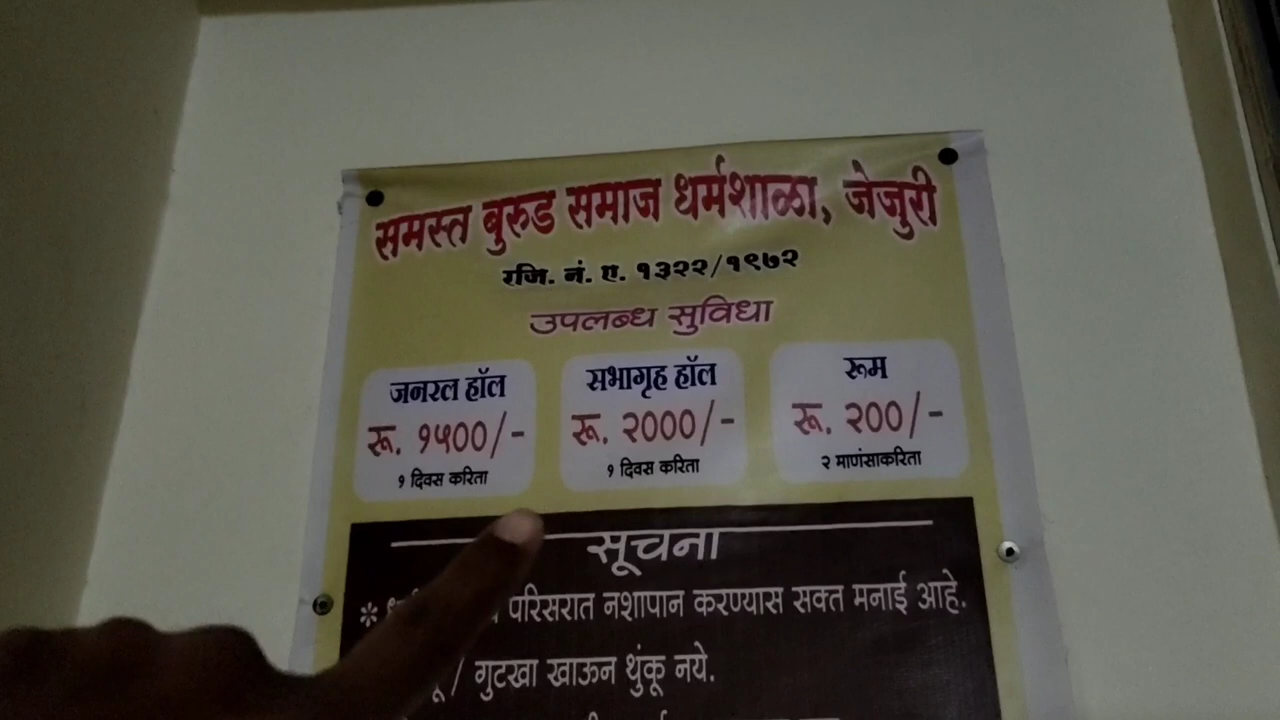 समस्त बुरुड समाज धर्मशाळा, जेजुरी
रजि. नं. ए. १३२२/१९७२
उपलब्ध सुविधा
जनरल हॉल
रू. १५००/-
१ दिवस करिता
सभागृह हॉल
रू. २०००/-
१ दिवस करिता
रूम
रू. २००/-
२ माणंसाकरिता
सूचना
* परिसरात नशापान करण्यास सक्त मनाई आहे.
/ गुटखा खाऊन थुंकू नये.